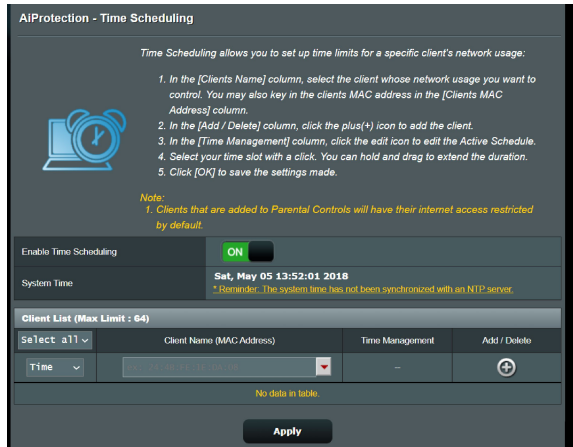 AiProtection - Time Scheduling
Time Scheduling allows you to set up time limits for a specific client's network usage:
1. In the [Clients Name] column, select the client whose network usage you want to
control. You may also key in the clients MAC address in the [Clients MAC
Address] column.
2. In the [Add / Delete] column, click the plus(+) icon to add the client.
3. In the [Time Management] column, click the edit icon to edit the Active Schedule.
4. Select your time slot with a click. You can hold and drag to extend the duration.
5. Click [OK] to save the settings made.
Note:
1. Clients that are added to Parental Controls will have their internet access restricted
by default.
Enable Time Scheduling ON
System Time Sat, May 05 13:52:01 2018
* Reminder: The system time has not been synchronized with an NTP server.
Client List (Max Limit : 64)
Select all Client Name (MAC Address) Time Management Add / Delete
Time --
No data in table.
Apply